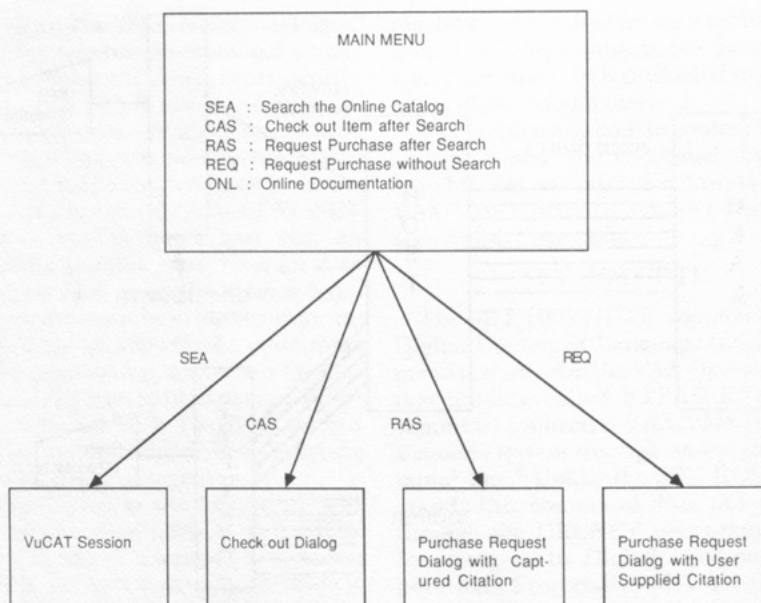 MAIN MENU
SEA : Search the Online Catalog
CAS : Check out Item after Search
RAS : Request Purchase after Search
REQ : Request Purchase without Search
ONL : Online Documentation
SEA
REQ
CAS
RAS
VuCAT Session
Check out Dialog
Purchase Request
Dialog with Capt-
ured Citation
Purchase Request
Dialog with User
Supplied Citation